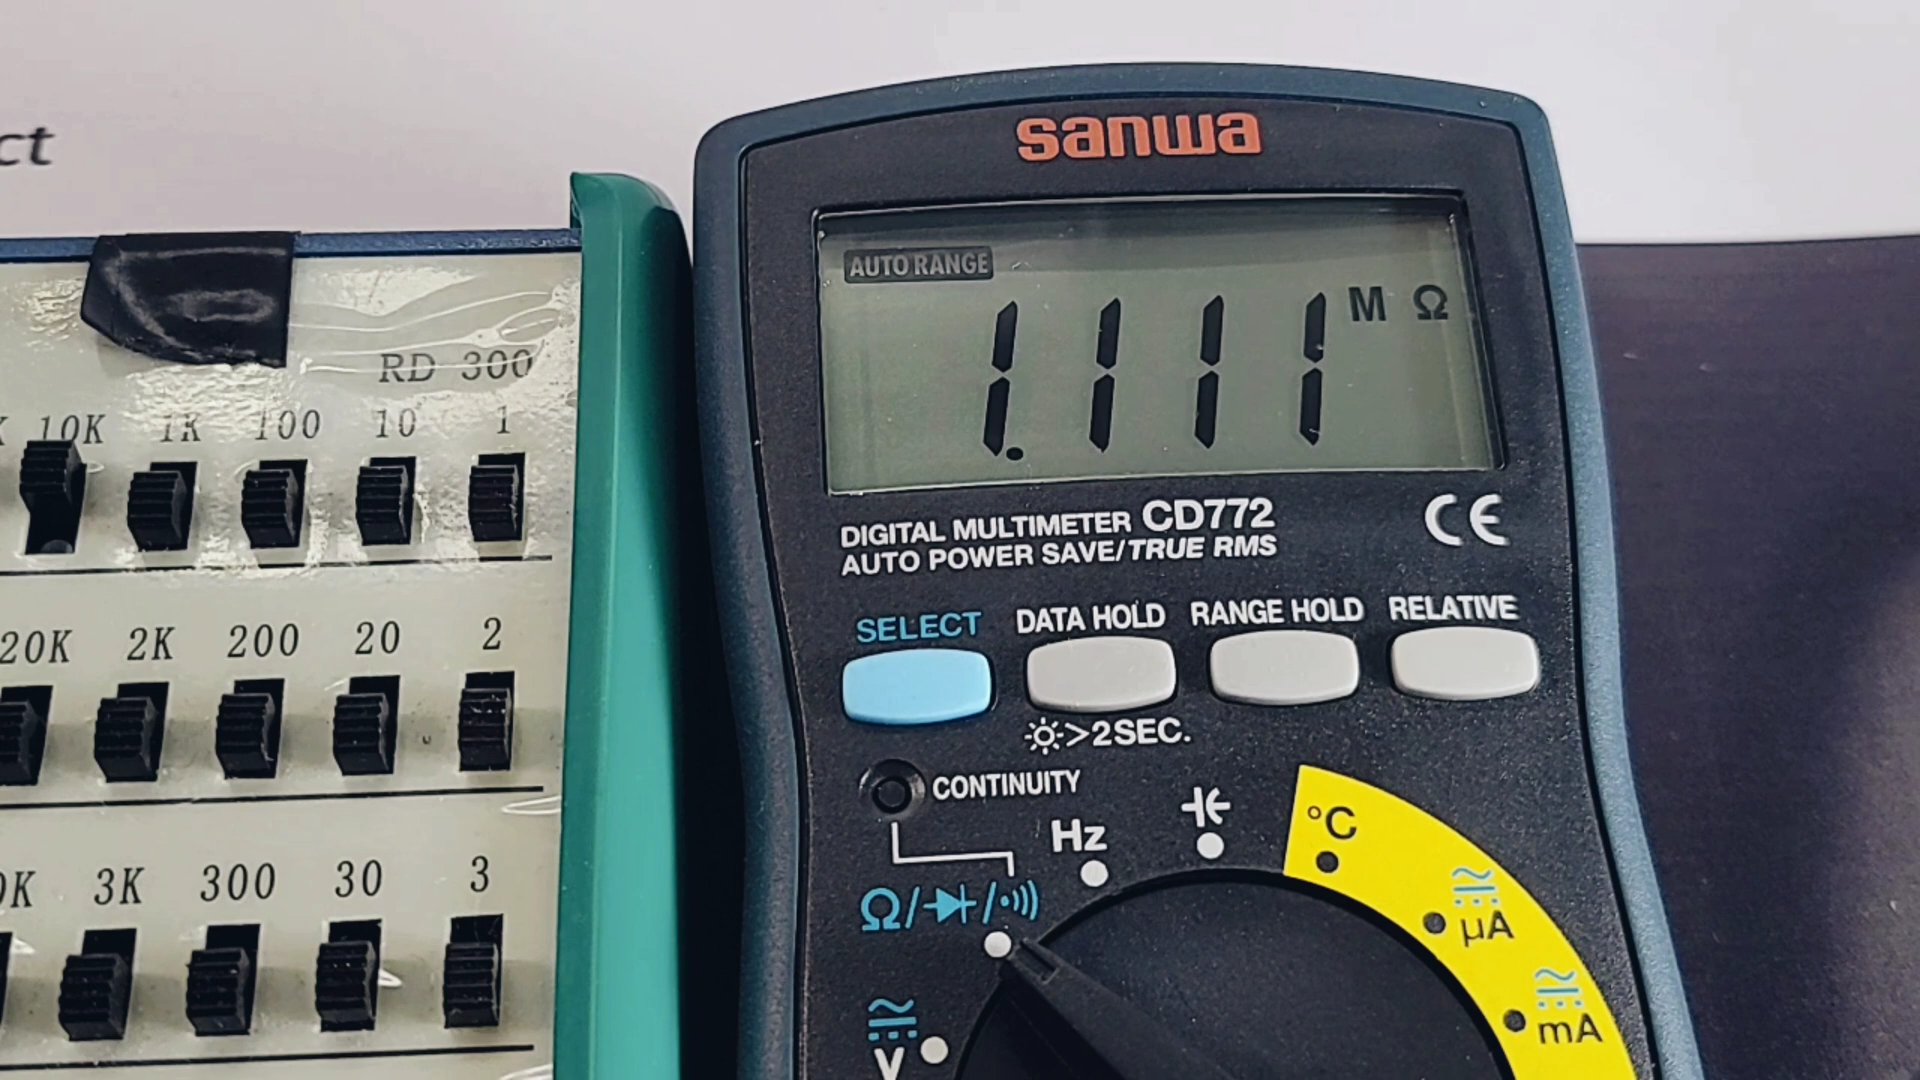 ct
sanwa
AUTO RANGE
1.111 M Ω
RD 300
10K 1K 100 10 1
DIGITAL MULTIMETER CD772 CE
AUTO POWER SAVE/TRUE RMS
SELECT DATA HOLD RANGE HOLD RELATIVE
20K 2K 200 20 2
>2SEC.
CONTINUITY
Hz
°C
3K 300 30 3
Ω/
µA
mA
V